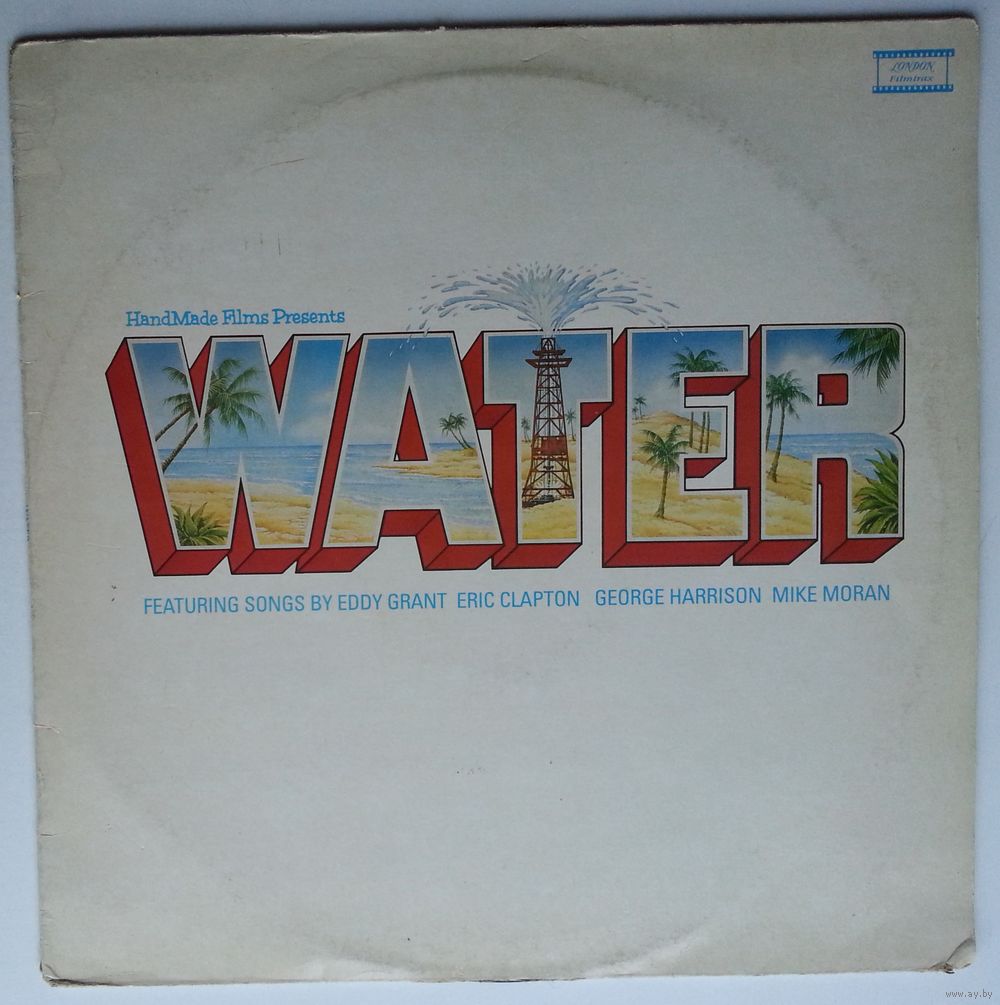 LONDON
Filmtrax
HandMade Films Presents
WATER
FEATURING SONGS BY EDDY GRANT ERIC CLAPTON GEORGE HARRISON MIKE MORAN
www.ay.by